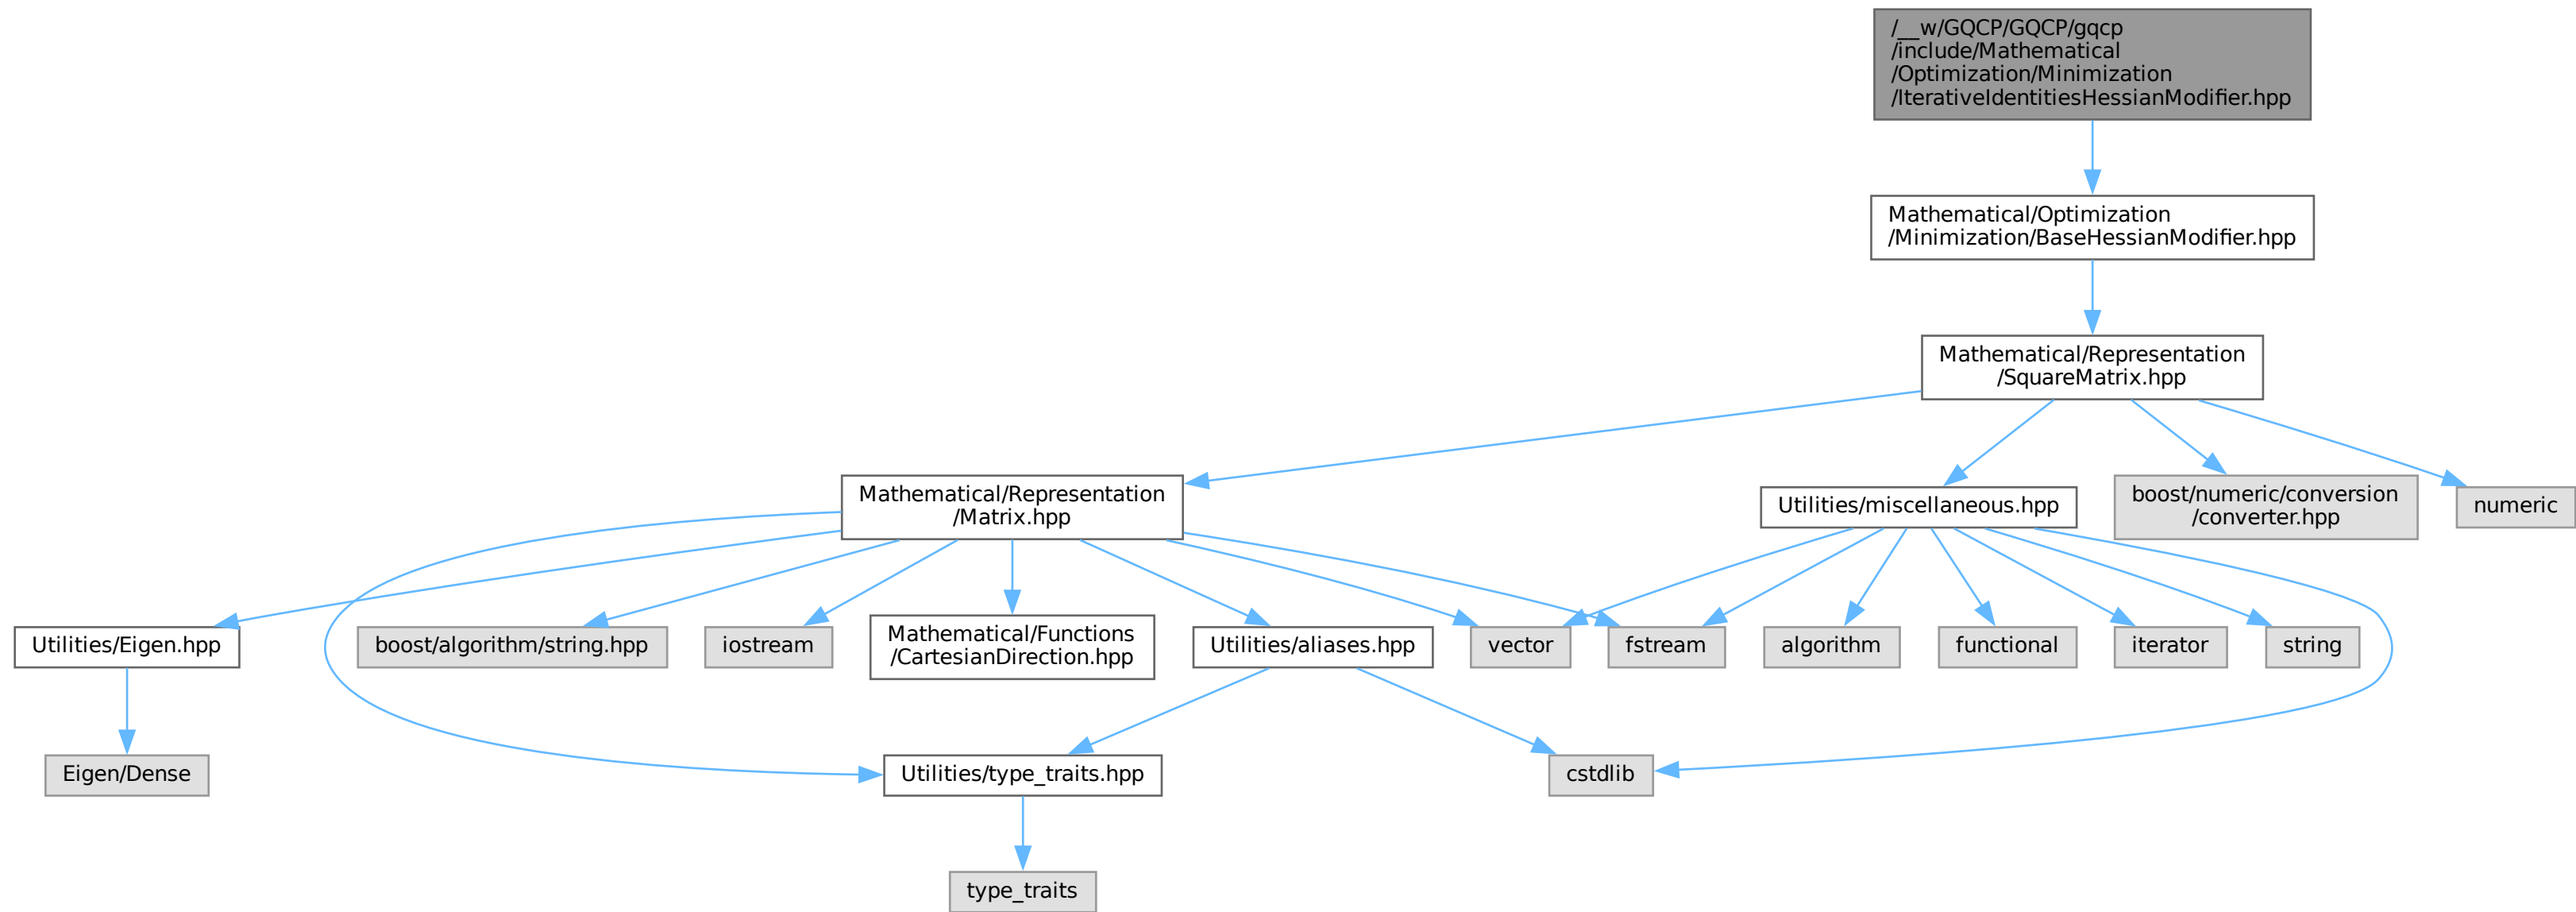 /__w/GQCP/GQCP/gqcp
/include/Mathematical
/Optimization/Minimization
/IterativeIdentitiesHessianModifier.hpp
Mathematical/Optimization
/Minimization/BaseHessianModifier.hpp
Mathematical/Representation
/SquareMatrix.hpp
Mathematical/Representation
/Matrix.hpp
Utilities/miscellaneous.hpp
boost/numeric/conversion
/converter.hpp
numeric
Utilities/Eigen.hpp
boost/algorithm/string.hpp
iostream
Mathematical/Functions
/CartesianDirection.hpp
Utilities/aliases.hpp
vector
fstream
algorithm
functional
iterator
string
Eigen/Dense
Utilities/type_traits.hpp
cstdlib
type_traits